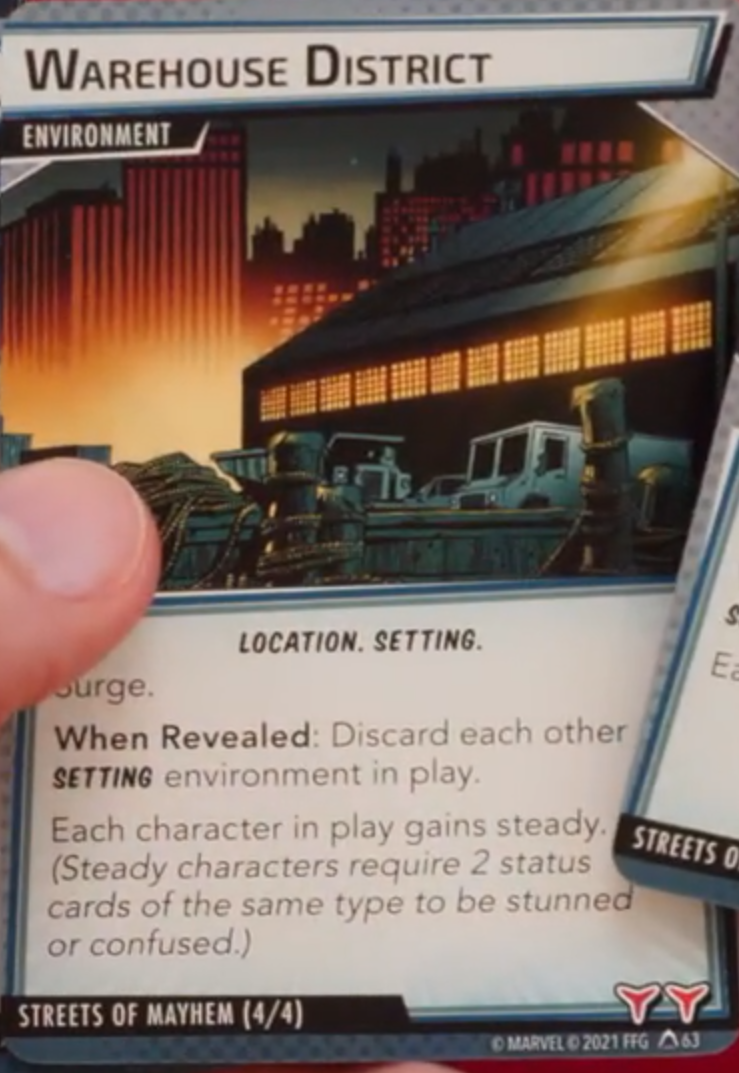 WAREHOUSE DISTRICT
ENVIRONMENT
LOCATION. SETTING.
Surge.
When Revealed: Discard each other
SETTING environment in play.
Each character in play gains steady.
(Steady characters require 2 status
cards of the same type to be stunned
or confused.)
STREETS OF MAYHEM (4/4)
© MARVEL © 2021 FFG 63
STREETS O